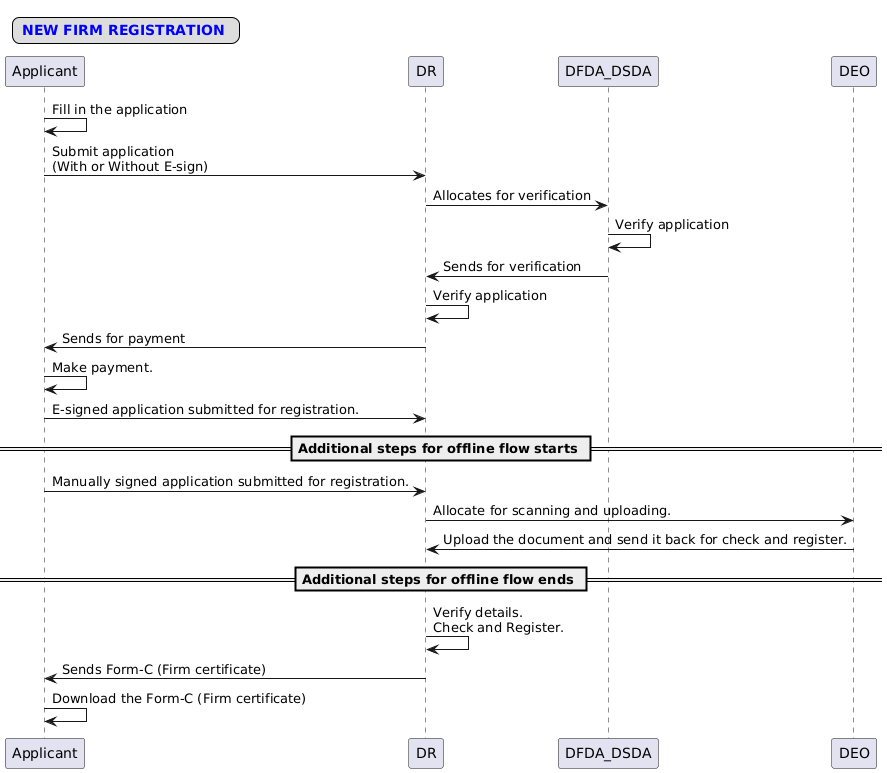 NEW FIRM REGISTRATION
Applicant
DR
DFDA_DSDA
DEO
Fill in the application
Submit application
(With or Without E-sign)
Allocates for verification
Verify application
Sends for verification
Verify application
Sends for payment
Make payment.
E-signed application submitted for registration.
Additional steps for offline flow starts
Manually signed application submitted for registration.
Allocate for scanning and uploading.
Upload the document and send it back for check and register.
Additional steps for offline flow ends
Verify details.
Check and Register.
Sends Form-C (Firm certificate)
Download the Form-C (Firm certificate)
Applicant
DR
DFDA_DSDA
DEO